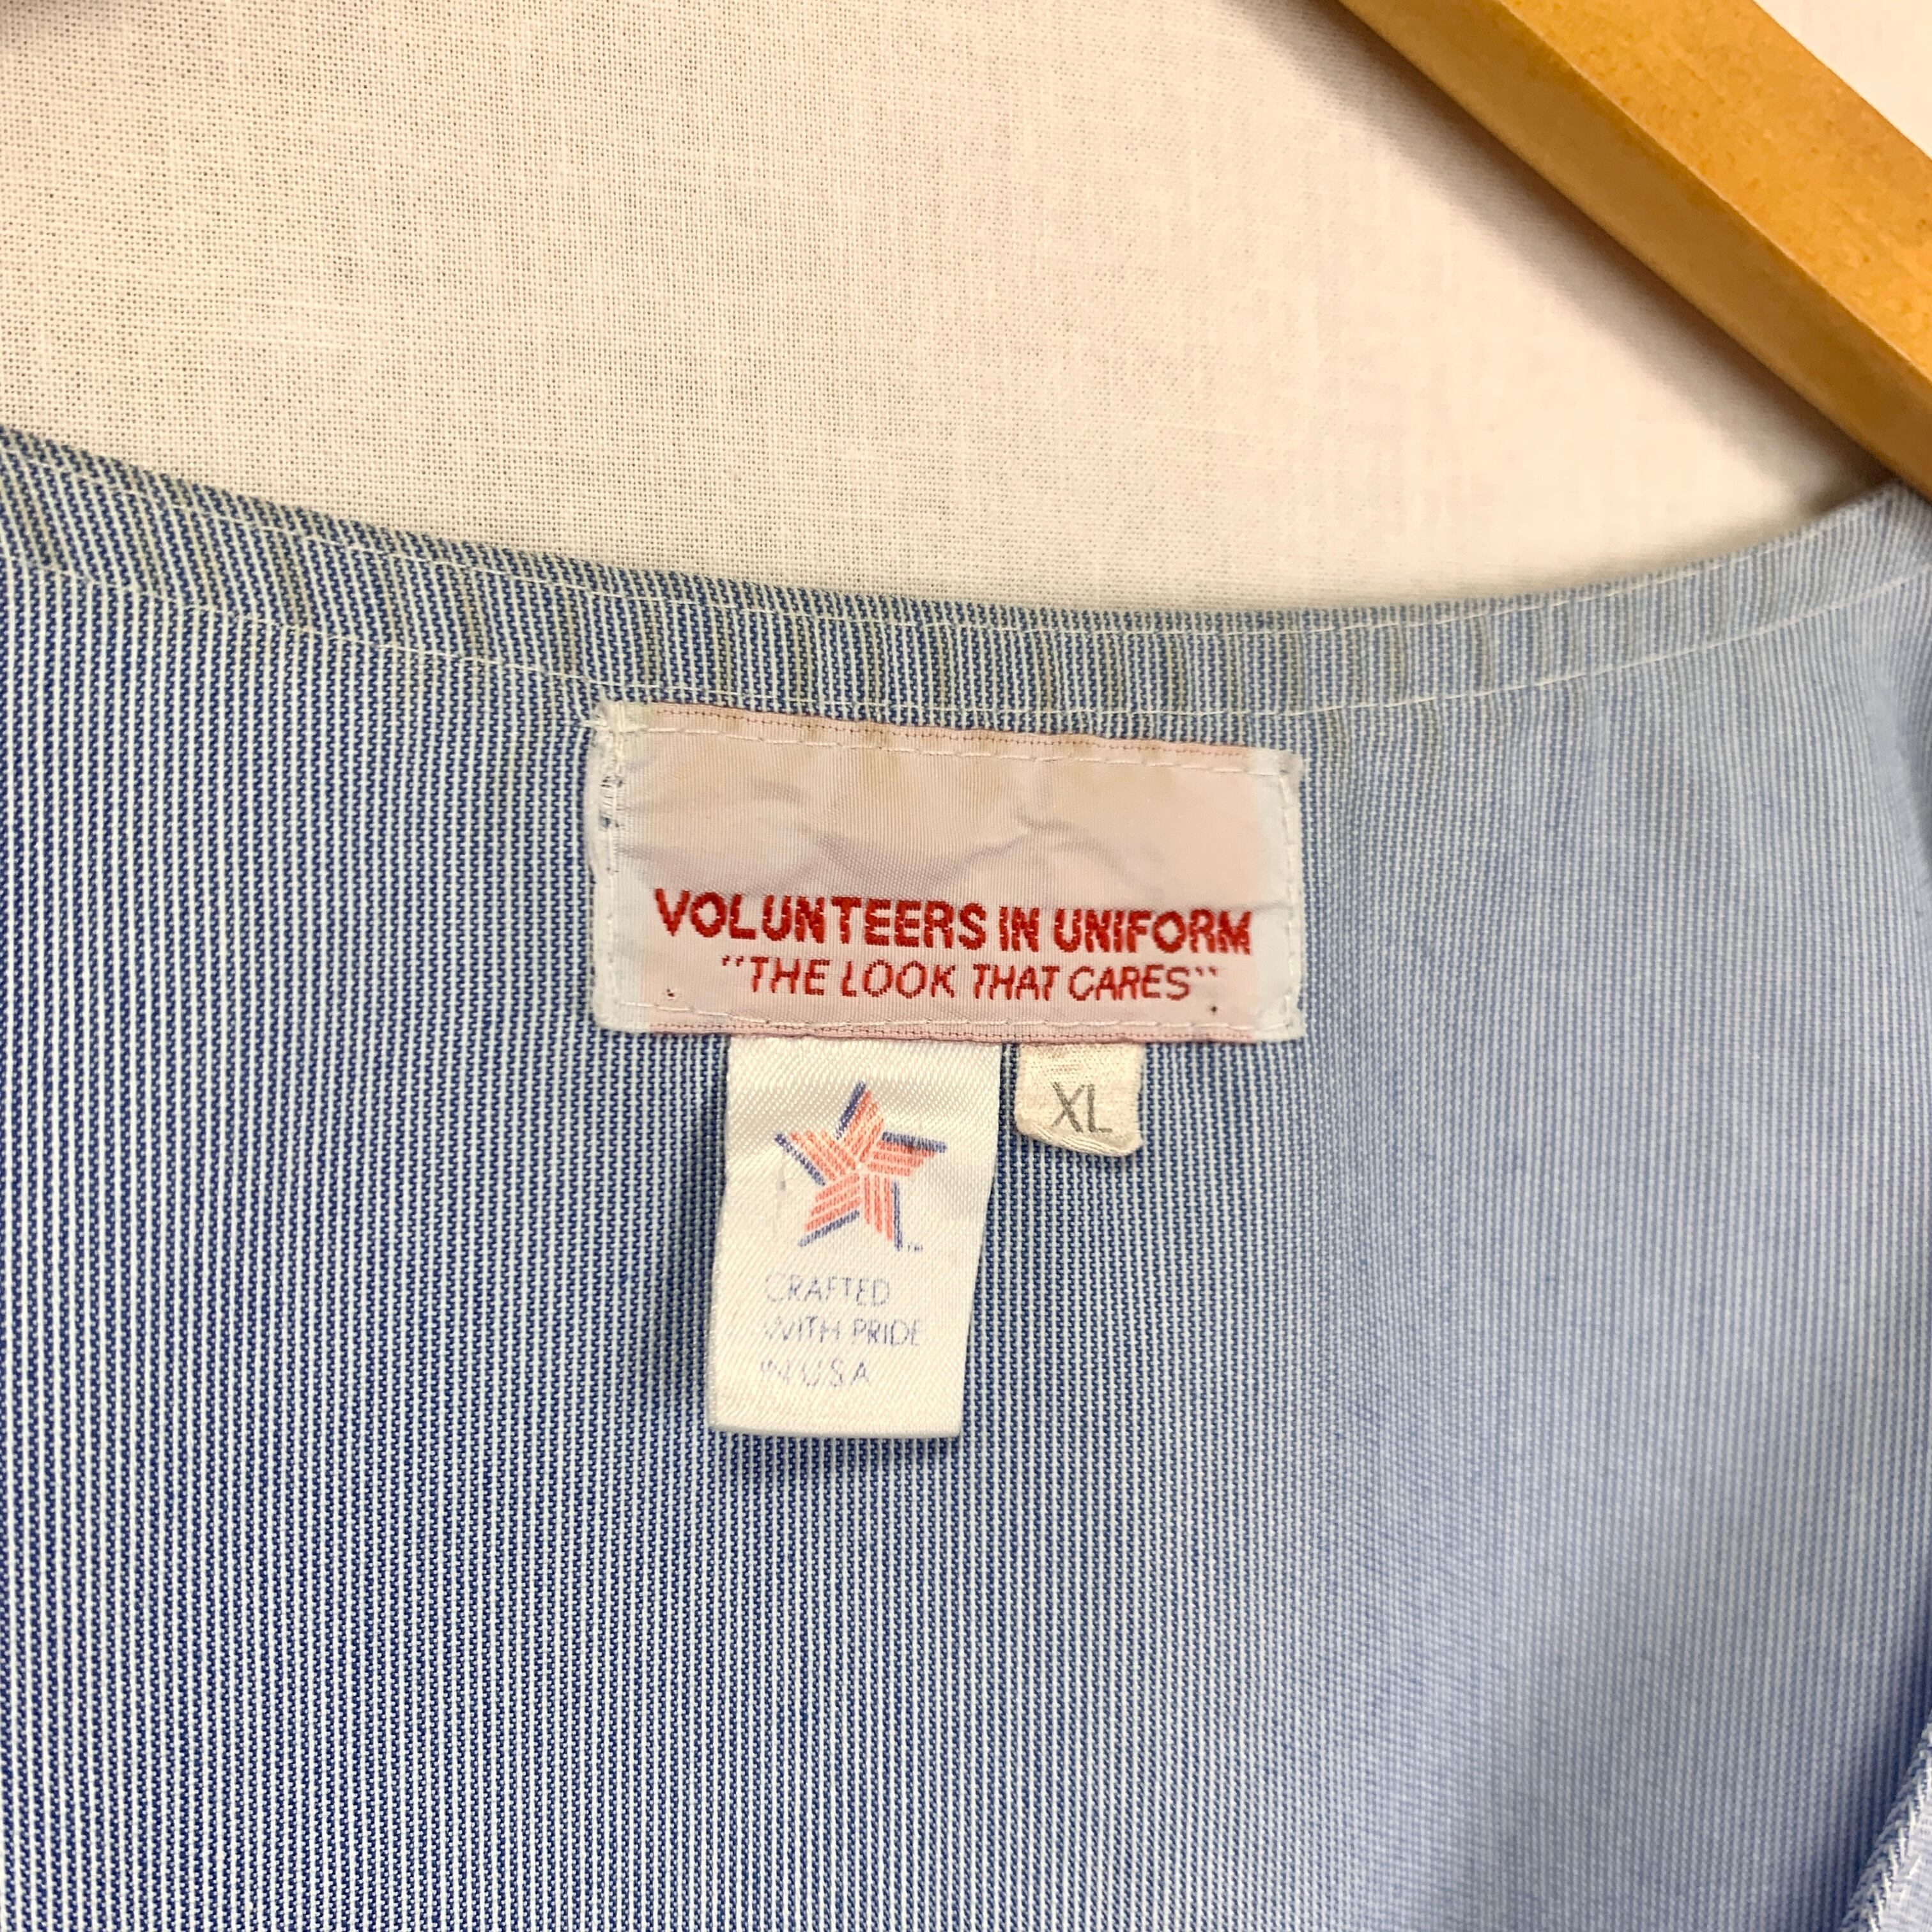 VOLUNTEERS IN UNIFORM
"THE LOOK THAT CARES"
XL
CRAFTED
WITH PRIDE
IN U.S.A